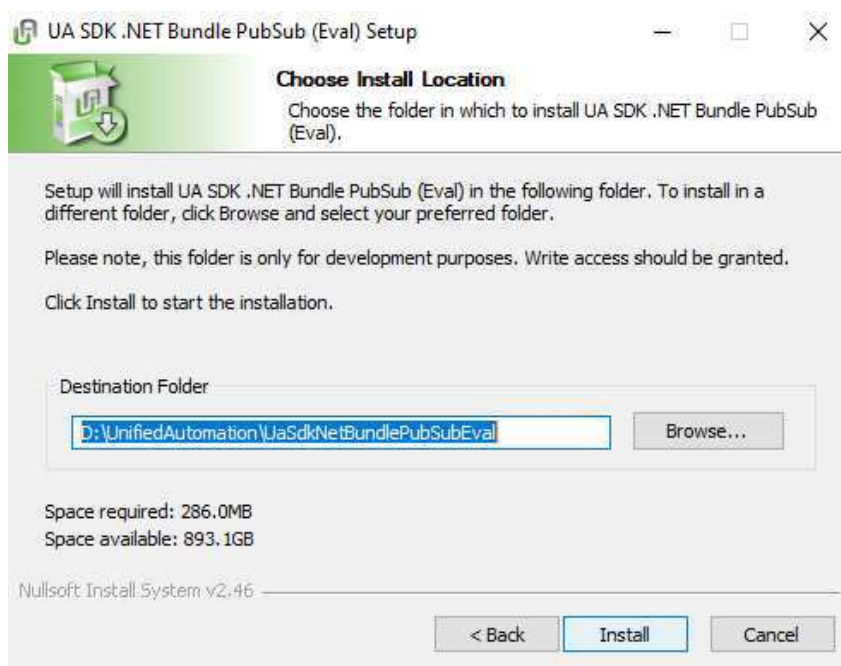 UA SDK .NET Bundle PubSub (Eval) Setup
Choose Install Location
Choose the folder in which to install UA SDK .NET Bundle PubSub
(Eval).
Setup will install UA SDK .NET Bundle PubSub (Eval) in the following folder. To install in a
different folder, click Browse and select your preferred folder.
Please note, this folder is only for development purposes. Write access should be granted.
Click Install to start the installation.
Destination Folder
D:\UnifiedAutomation\UaSdkNetBundlePubSubEval
Browse...
Space required: 286.0MB
Space available: 893.1GB
Nullsoft Install System v2.46
< Back
Install
Cancel